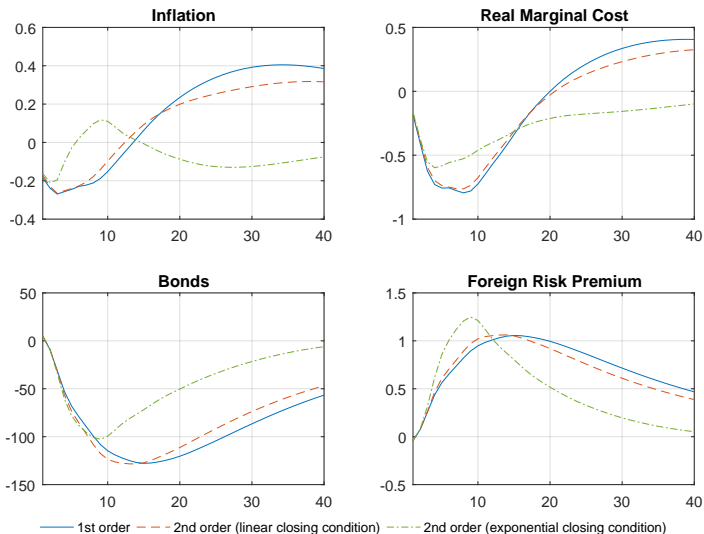 Inflation
0.6
0.4
0.2
0
-0.2
-0.4
10 20 30 40
Real Marginal Cost
0.5
0
-0.5
-1
10 20 30 40
Bonds
50
0
-50
-100
-150
10 20 30 40
Foreign Risk Premium
1.5
1
0.5
0
-0.5
10 20 30 40
1st order 2nd order (linear closing condition) 2nd order (exponential closing condition)